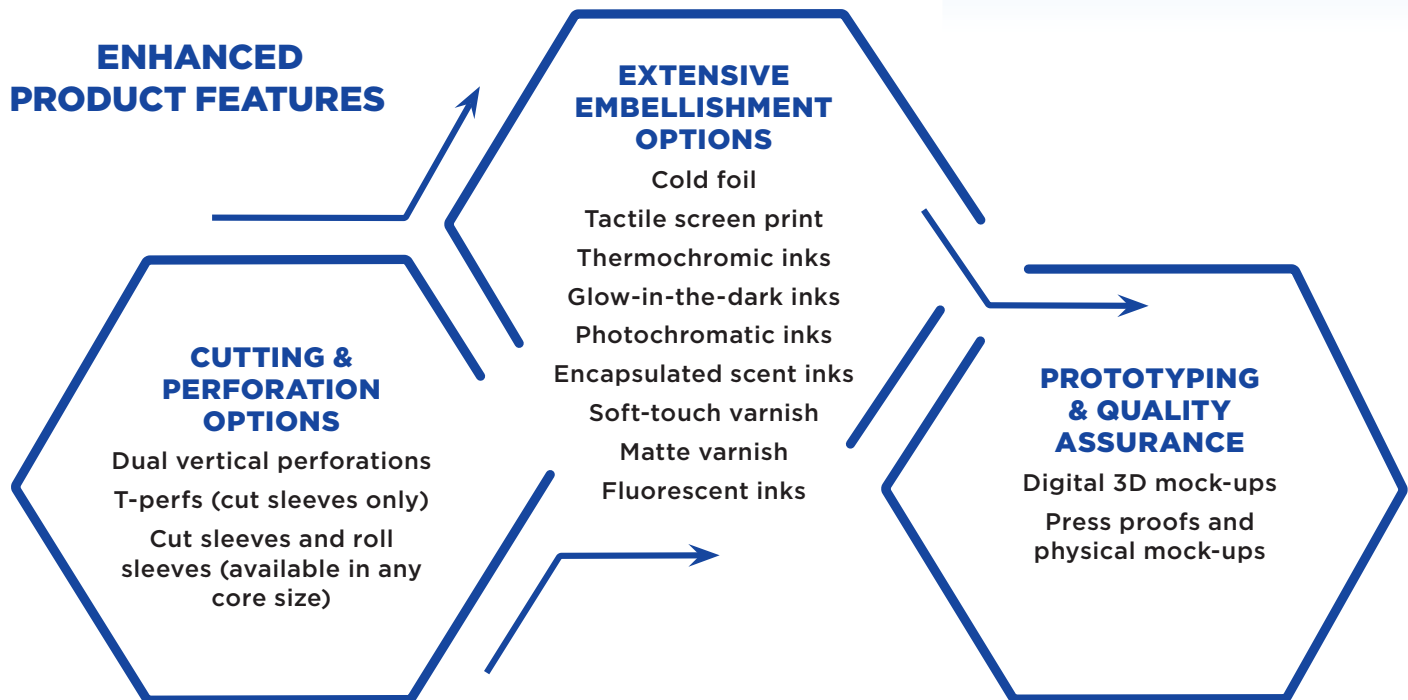 ENHANCED
PRODUCT FEATURES
CUTTING &
PERFORATION
OPTIONS
Dual vertical perforations
T-perfs (cut sleeves only)
Cut sleeves and roll
sleeves (available in any
core size)
EXTENSIVE
EMBELLISHMENT
OPTIONS
Cold foil
Tactile screen print
Thermochromic inks
Glow-in-the-dark inks
Photochromatic inks
Encapsulated scent inks
Soft-touch varnish
Matte varnish
Fluorescent inks
PROTOTYPING
& QUALITY
ASSURANCE
Digital 3D mock-ups
Press proofs and
physical mock-ups